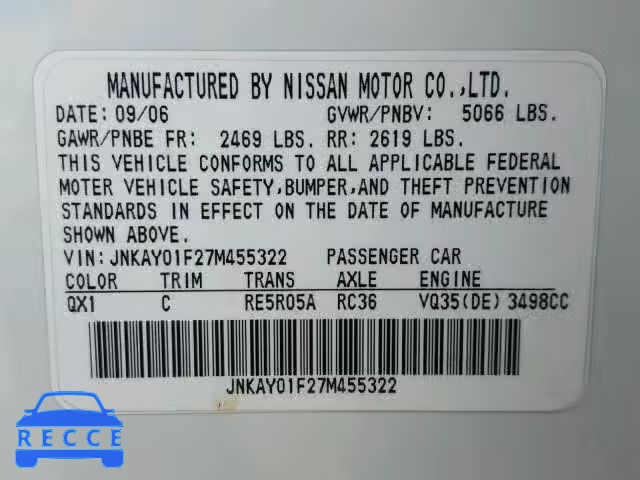 MANUFACTURED BY NISSAN MOTOR CO.,LTD.
DATE: 09/06 GVWR/PNBV: 5066 LBS.
GAWR/PNBE FR: 2469 LBS. RR: 2619 LBS.
THIS VEHICLE CONFORMS TO ALL APPLICABLE FEDERAL
MOTER VEHICLE SAFETY,BUMPER,AND THEFT PREVENTION
STANDARDS IN EFFECT ON THE DATE OF MANUFACTURE
SHOWN ABOVE.
VIN: JNKAY01F27M455322 PASSENGER CAR
COLOR TRIM TRANS AXLE ENGINE
QX1 C RE5R05A RC36 VQ35(DE) 3498CC
JNKAY01F27M455322
RECCE